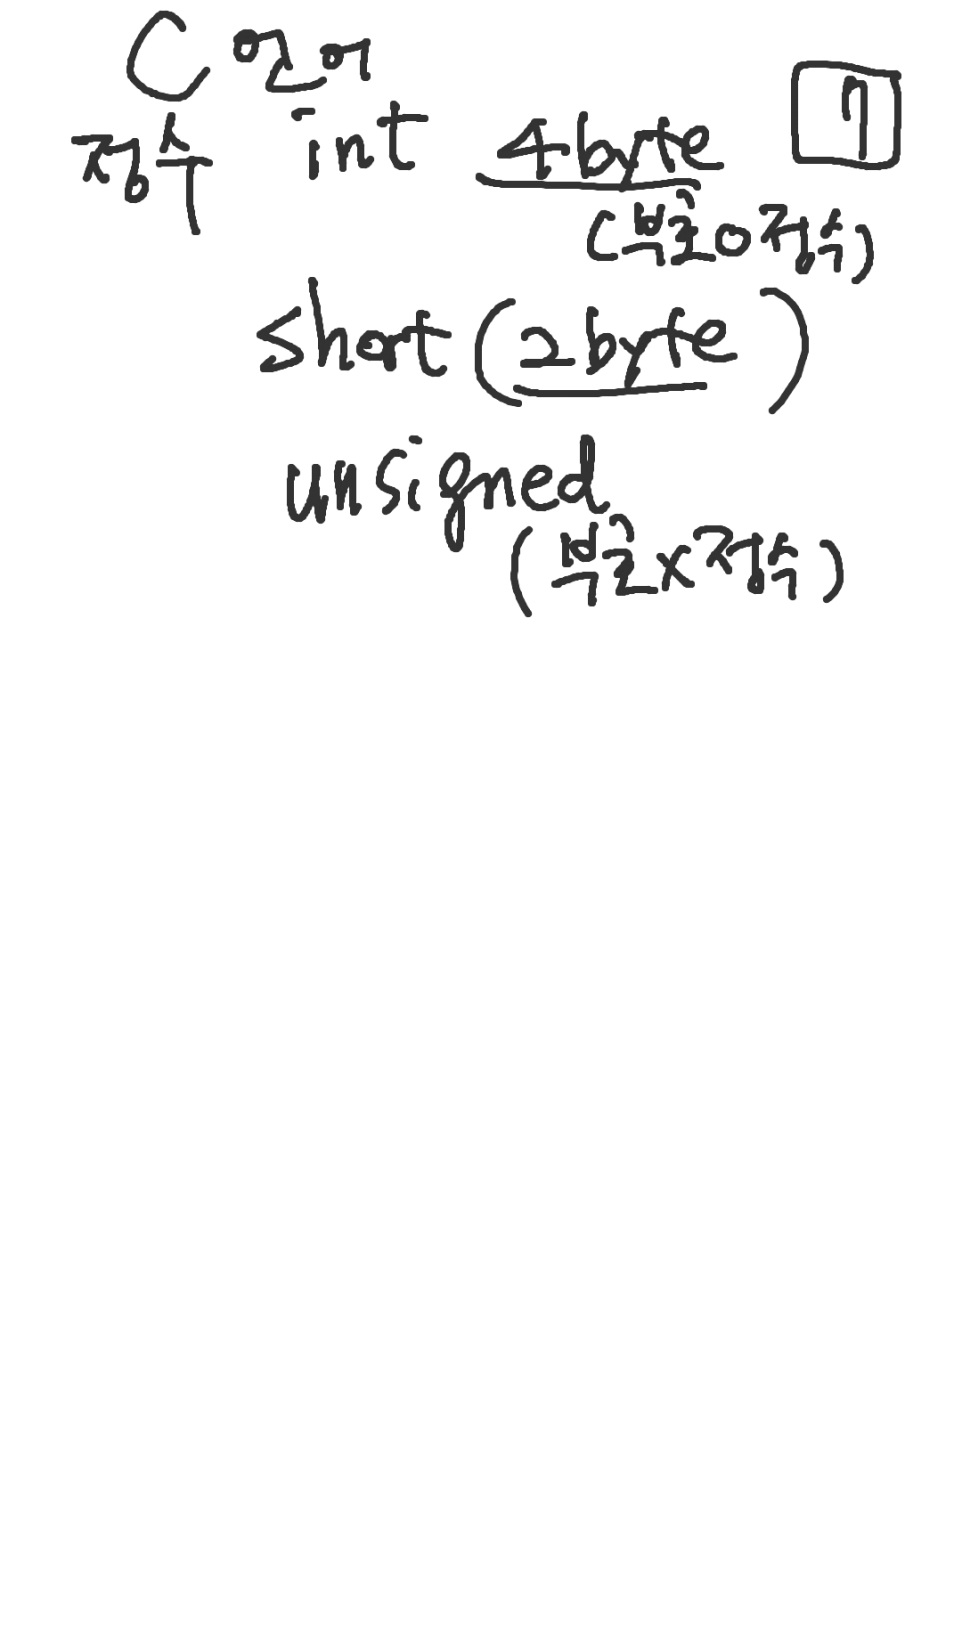 C 언어
7
정수 int 4byte
(부호o정수)
short (2byte)
unsigned
(부호x정수)